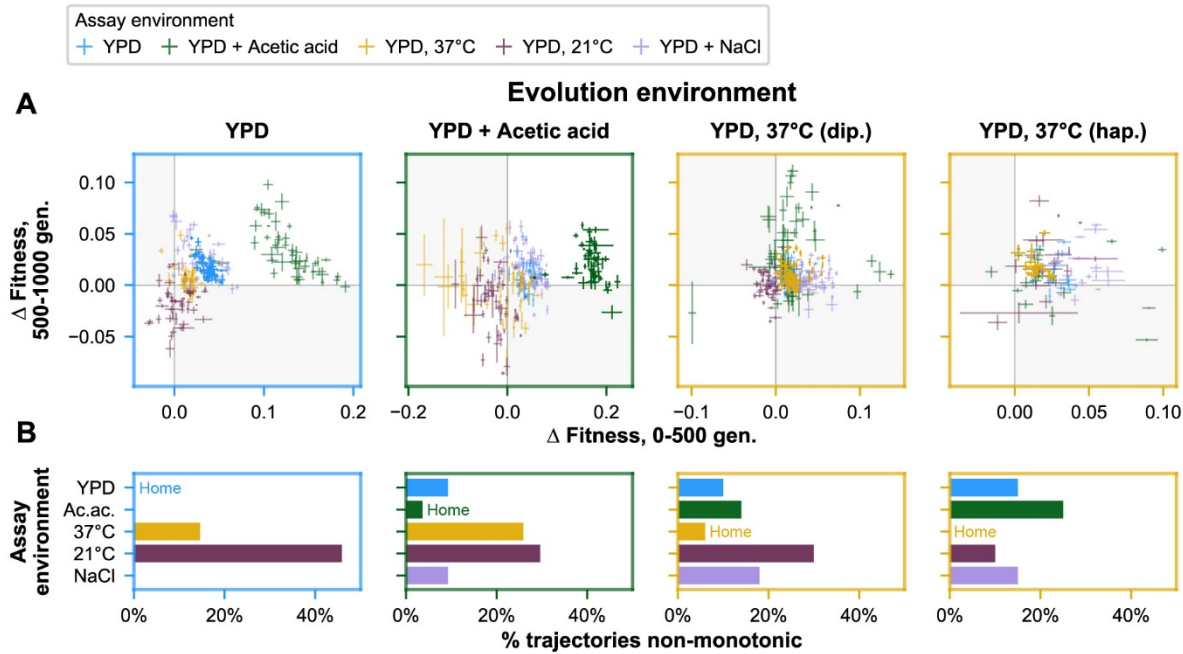 Assay environment
YPD YPD + Acetic acid YPD, 37°C YPD, 21°C YPD + NaCl
A
Evolution environment
YPD YPD + Acetic acid YPD, 37°C (dip.) YPD, 37°C (hap.)
Δ Fitness,
500-1000 gen.
0.10
0.05
0.00
−0.05
0.0 0.1 0.2 −0.2 0.0 0.2 −0.1 0.0 0.1 0.00 0.05 0.10
Δ Fitness, 0-500 gen.
B
Assay
environment
YPD Home
Ac.ac. Home
37°C Home Home
21°C
NaCl
0% 20% 40% 0% 20% 40% 0% 20% 40% 0% 20% 40%
% trajectories non-monotonic